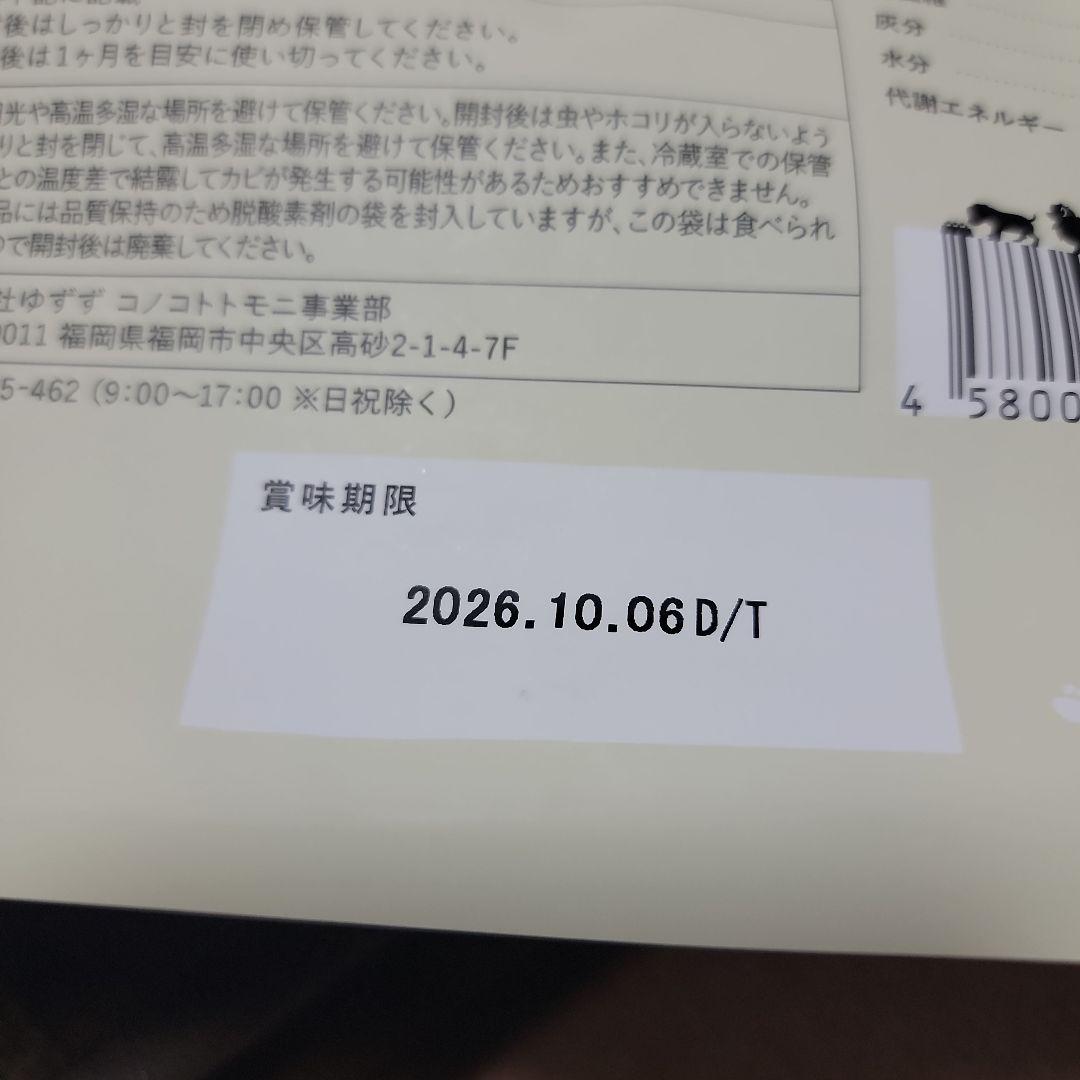 後はしっかりと封を閉め保管してください。
後は1ヶ月を目安に使い切ってください。
光や高温多湿な場所を避けて保管ください。開封後は虫やホコリが入らないよう
りと封を閉じて、高温多湿な場所を避けて保管ください。また、冷蔵室での保管
との温度差で結露してカビが発生する可能性があるためおすすめできません。
品には品質保持のため脱酸素剤の袋を封入していますが、この袋は食べられ
ので開封後は廃棄してください。
社ゆずず コノコトトモニ事業部
0011 福岡県福岡市中央区高砂2-1-4-7F
5-462（9:00～17:00 ※日祝除く）
灰分
水分
代謝エネルギー
4 5800
賞味期限
2026.10.06D/T